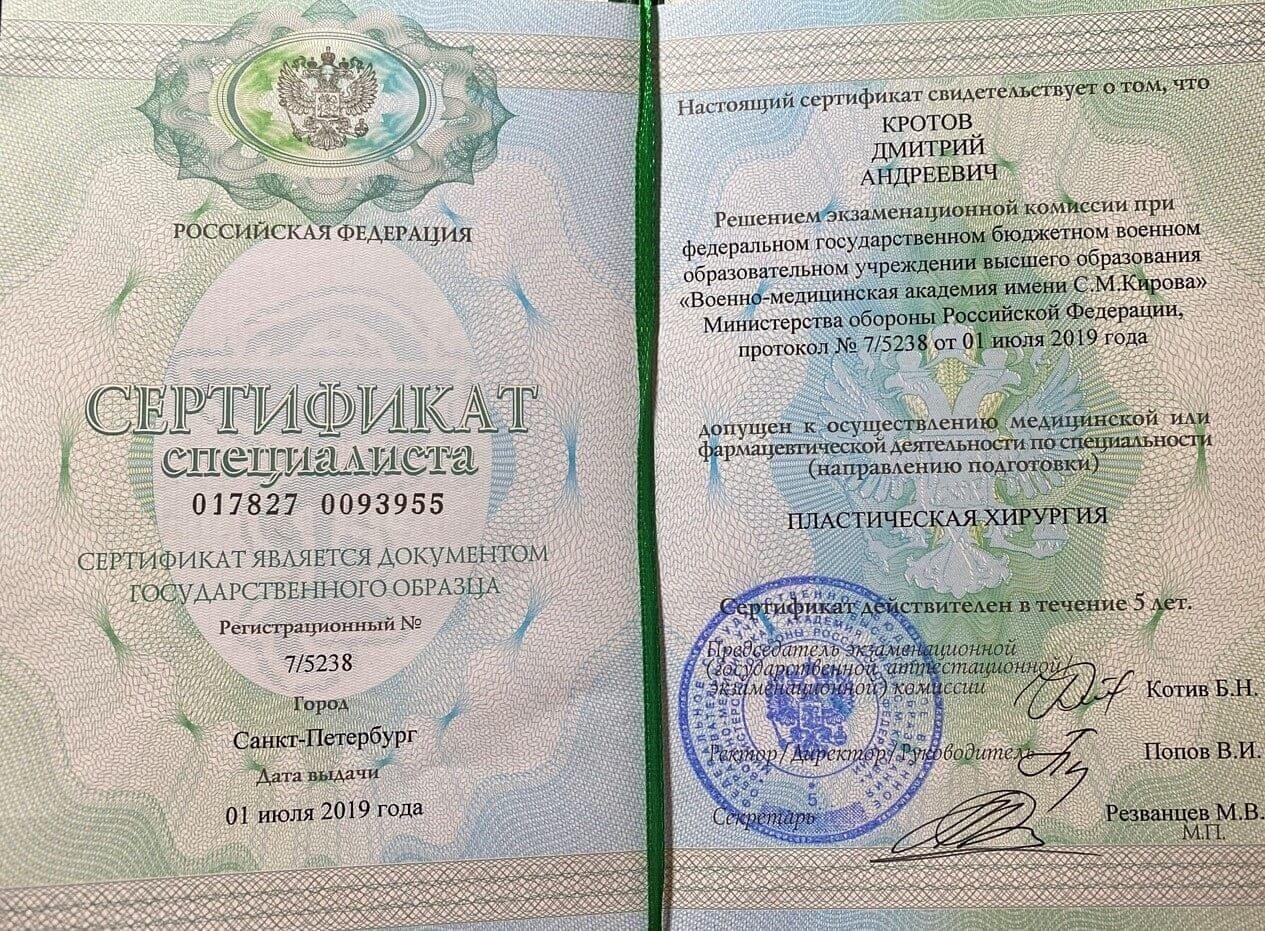 РОССИЙСКАЯ ФЕДЕРАЦИЯ
СЕРТИФИКАТ
специалиста
017827 0093955
СЕРТИФИКАТ ЯВЛЯЕТСЯ ДОКУМЕНТОМ
ГОСУДАРСТВЕННОГО ОБРАЗЦА
Регистрационный №
7/5238
Город
Санкт-Петербург
Дата выдачи
01 июля 2019 года
Настоящий сертификат свидетельствует о том, что
КРОТОВ
ДМИТРИЙ
АНДРЕЕВИЧ
Решением экзаменационной комиссии при
федеральном государственном бюджетном военном
образовательном учреждении высшего образования
«Военно-медицинская академия имени С.М.Кирова»
Министерства обороны Российской Федерации,
протокол № 7/5238 от 01 июля 2019 года
допущен к осуществлению медицинской или
фармацевтической деятельности по специальности
(направлению подготовки)
ПЛАСТИЧЕСКАЯ ХИРУРГИЯ
Сертификат действителен в течение 5 лет.
Председатель экзаменационной
(государственной аттестационной/
экзаменационной) комиссии
Котив Б.Н.
Ректор/Директор/Руководитель
Попов В.И.
Секретарь
Резванцев М.В.
М.П.
5